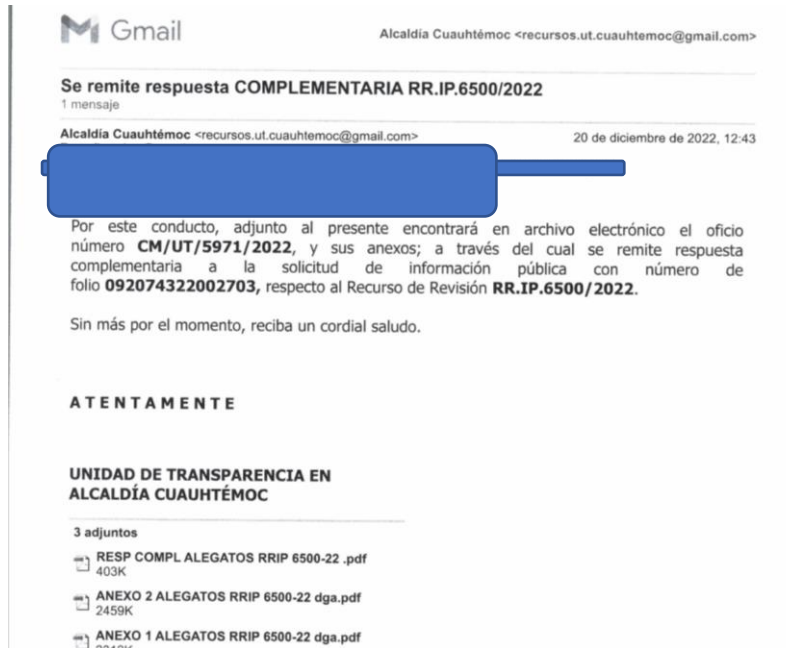 Gmail
Alcaldía Cuauhtémoc <recursos.ut.cuauhtemoc@gmail.com>
Se remite respuesta COMPLEMENTARIA RR.IP.6500/2022
1 mensaje
Alcaldía Cuauhtémoc <recursos.ut.cuauhtemoc@gmail.com>
20 de diciembre de 2022, 12:43
Por este conducto, adjunto al presente encontrará en archivo electrónico el oficio
número CM/UT/5971/2022, y sus anexos; a través del cual se remite respuesta
complementaria a la solicitud de información pública con número de
folio 092074322002703, respecto al Recurso de Revisión RR.IP.6500/2022.
Sin más por el momento, reciba un cordial saludo.
A T E N T A M E N T E
UNIDAD DE TRANSPARENCIA EN
ALCALDÍA CUAUHTÉMOC
3 adjuntos
RESP COMPL ALEGATOS RRIP 6500-22 .pdf
403K
ANEXO 2 ALEGATOS RRIP 6500-22 dga.pdf
2459K
ANEXO 1 ALEGATOS RRIP 6500-22 dga.pdf